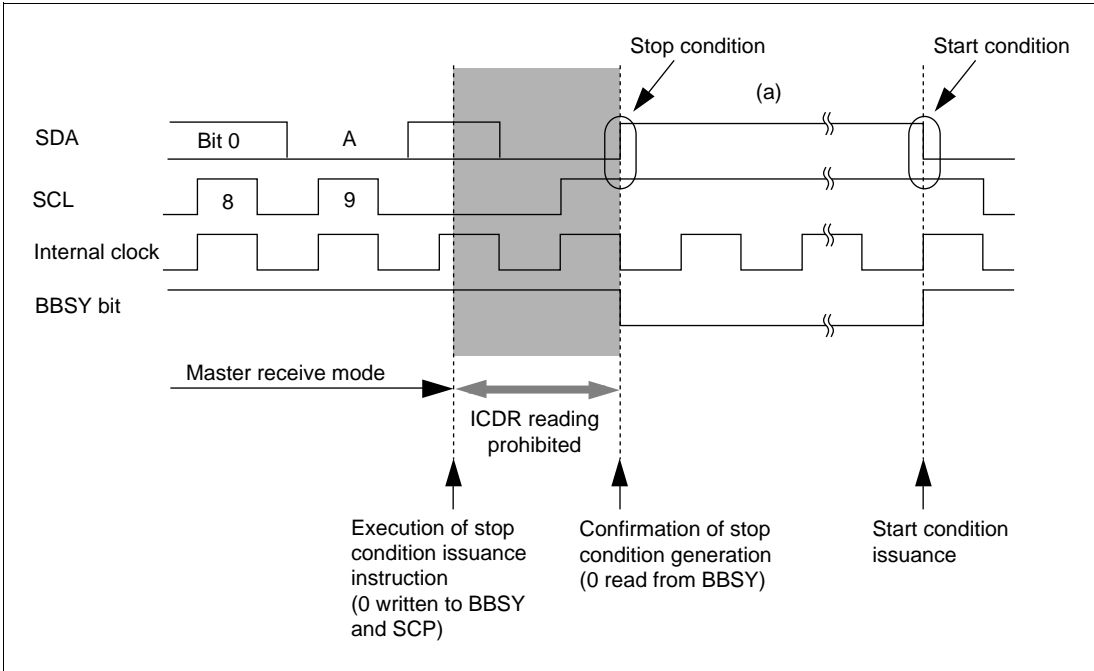 Stop condition
Start condition
(a)
SDA
Bit 0
A
SCL
8
9
Internal clock
BBSY bit
Master receive mode
ICDR reading
prohibited
Execution of stop
condition issuance
instruction
(0 written to BBSY
and SCP)
Confirmation of stop
condition generation
(0 read from BBSY)
Start condition
issuance